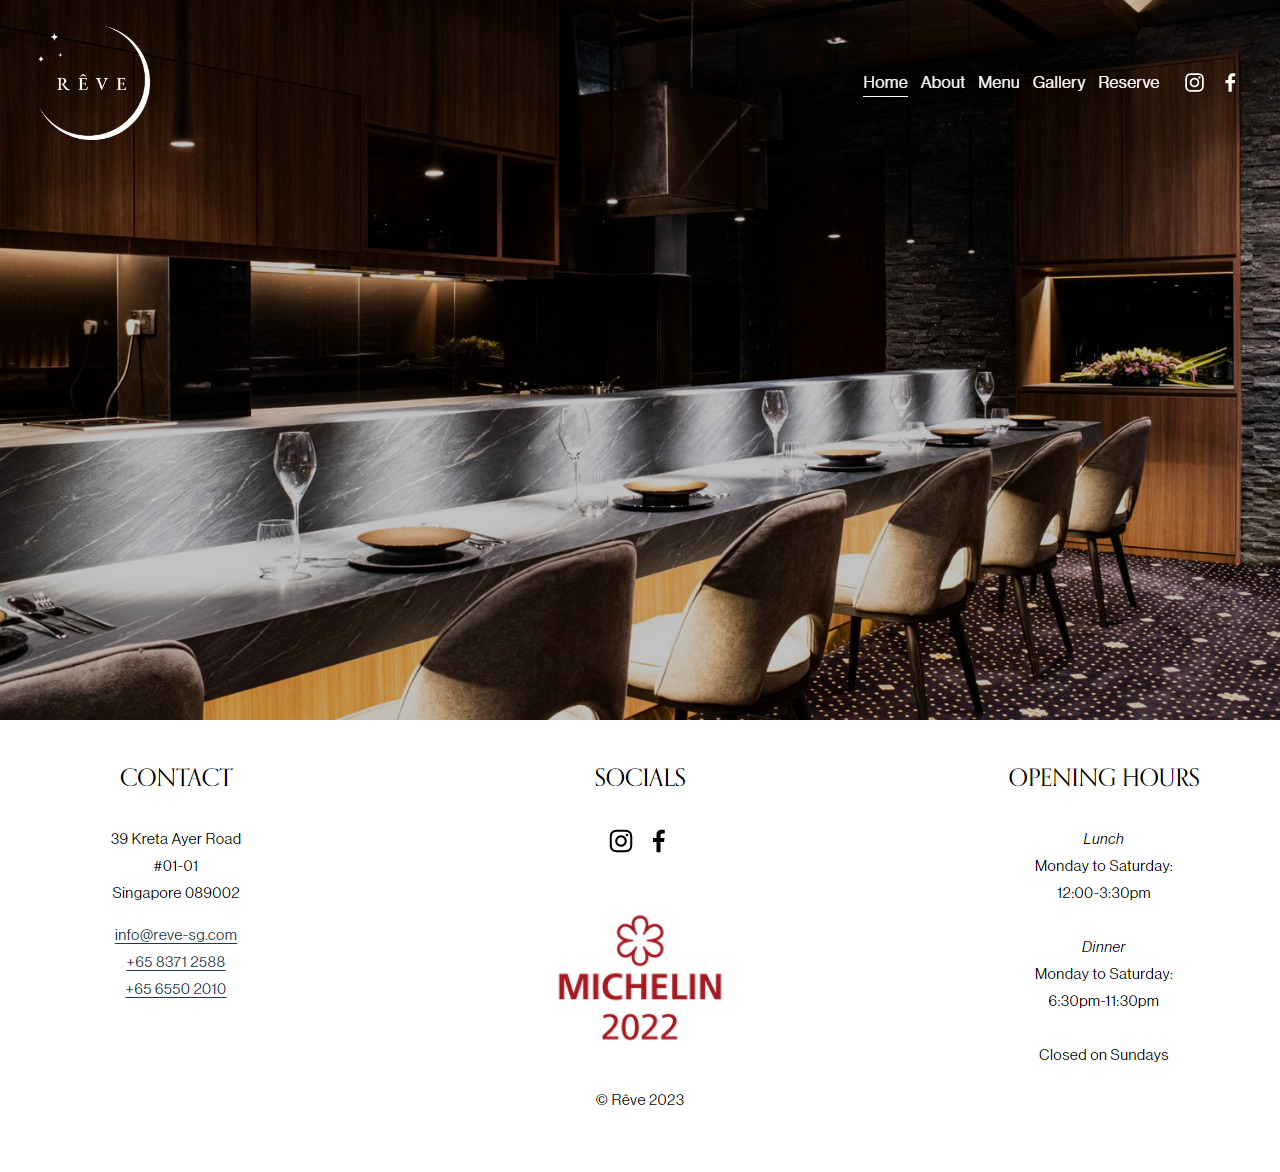 RÊVE
Home About Menu Gallery Reserve
CONTACT
39 Kreta Ayer Road
#01-01
Singapore 089002
info@reve-sg.com
+65 8371 2588
+65 6550 2010
SOCIALS
MICHELIN
2022
© Rêve 2023
OPENING HOURS
Lunch
Monday to Saturday:
12:00-3:30pm
Dinner
Monday to Saturday:
6:30pm-11:30pm
Closed on Sundays